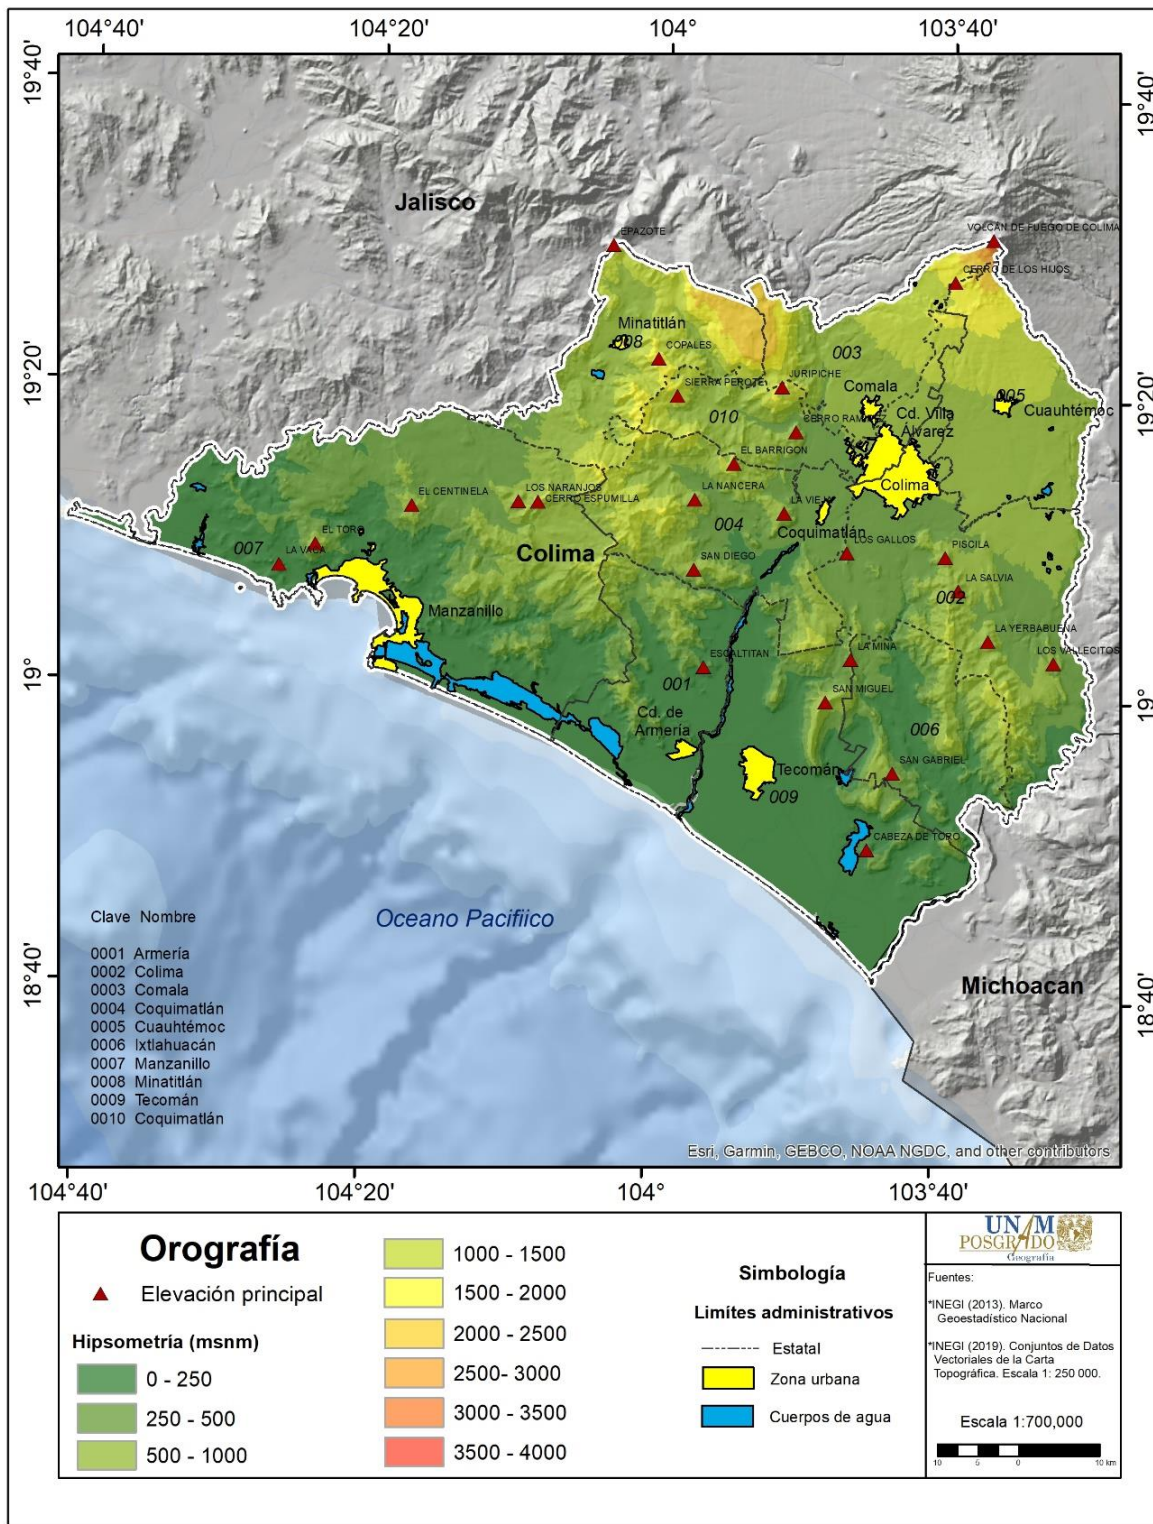 104°40' 104°20' 104° 103°40'
19°40' 19°40'
Jalisco
EPAZOTE
VOLCÁN DE FUEGO DE COLIMA
CERRO DE LOS HIJOS
Minatitlán
008
COPALES
003
19°20' 19°20'
SIERRA PEROTE
JURIPICHE
Comala
005
Cuauhtémoc
010
CERRO RAMIREZ
Cd. Villa
Álvarez
EL BARRIGON
Colima
EL CENTINELA
LOS NARANJOS
CERRO ESPUMILLA
LA NANCERA
LA VIEJA
004
Coquimatlán
EL TORO
007
LA VACA
Colima
SAN DIEGO
LOS GALLOS
PISCILA
LA SALVIA
002
Manzanillo
LA YERBABUENA
LOS VALLECITOS
LA MINA
ESCALTITAN
19° 19°
001
SAN MIGUEL
Cd. de
Armería
006
Tecomán
SAN GABRIEL
009
CABEZA DE TORO
Oceano Pacifiico
Michoacan
18°40' 18°40'
Clave Nombre
0001 Armería
0002 Colima
0003 Comala
0004 Coquimatlán
0005 Cuauhtémoc
0006 Ixtlahuacán
0007 Manzanillo
0008 Minatitlán
0009 Tecomán
0010 Coquimatlán
Esri, Garmin, GEBCO, NOAA NGDC, and other contributors
104°40' 104°20' 104° 103°40'
Orografía
Elevación principal
Hipsometría (msnm)
0 - 250
250 - 500
500 - 1000
1000 - 1500
1500 - 2000
2000 - 2500
2500- 3000
3000 - 3500
3500 - 4000
Simbología
Limítes administrativos
Estatal
Zona urbana
Cuerpos de agua
UNAM
POSGRADO
Geografía
Fuentes:
*INEGI (2013). Marco
Geoestadístico Nacional
*INEGI (2019). Conjuntos de Datos
Vectoriales de la Carta
Topográfica. Escala 1: 250 000.
Escala 1:700,000
10 5 0 10 km